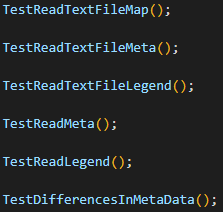 TestReadTextFileMap();
TestReadTextFileMeta();
TestReadTextFileLegend();
TestReadMeta();
TestReadLegend();
TestDifferencesInMetaData();